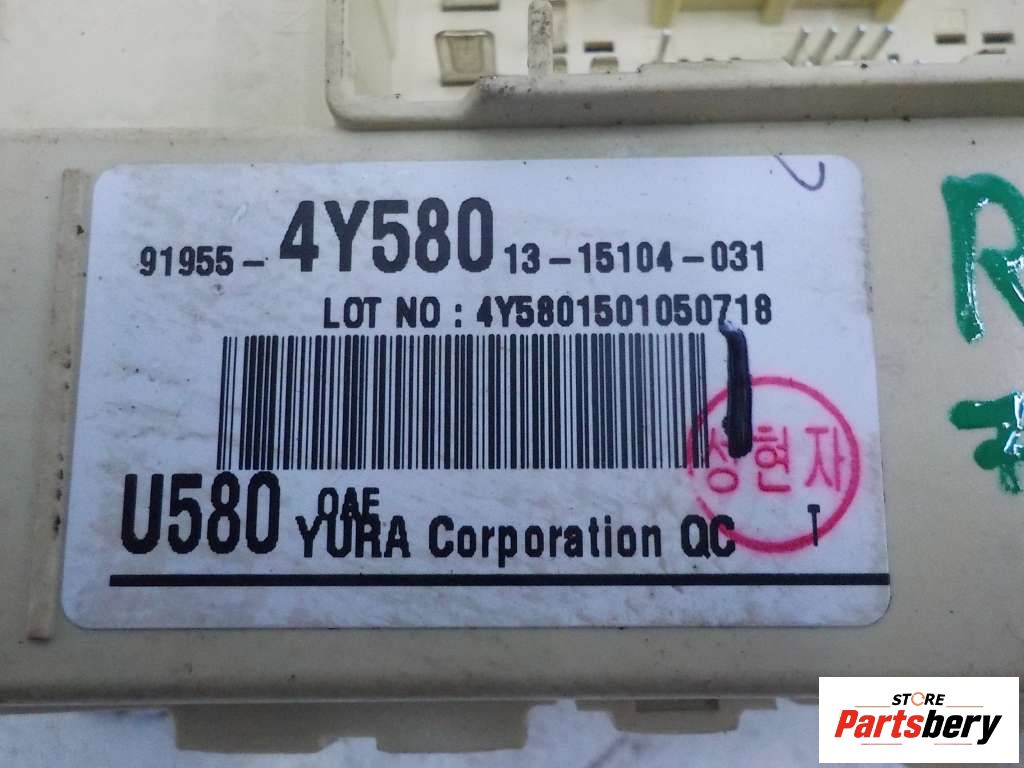 91955-4Y580 13-15104-031
LOT NO : 4Y5801501050718
성현자
U580 OAE
YURA Corporation QC T
R
STORE
Partsbery